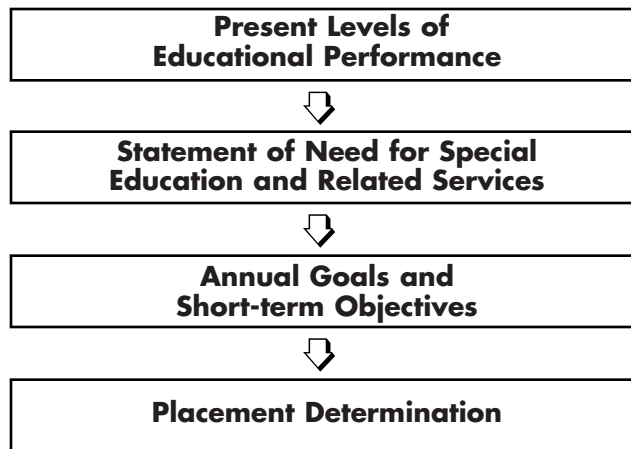 Present Levels of
Educational Performance
Statement of Need for Special
Education and Related Services
Annual Goals and
Short-term Objectives
Placement Determination